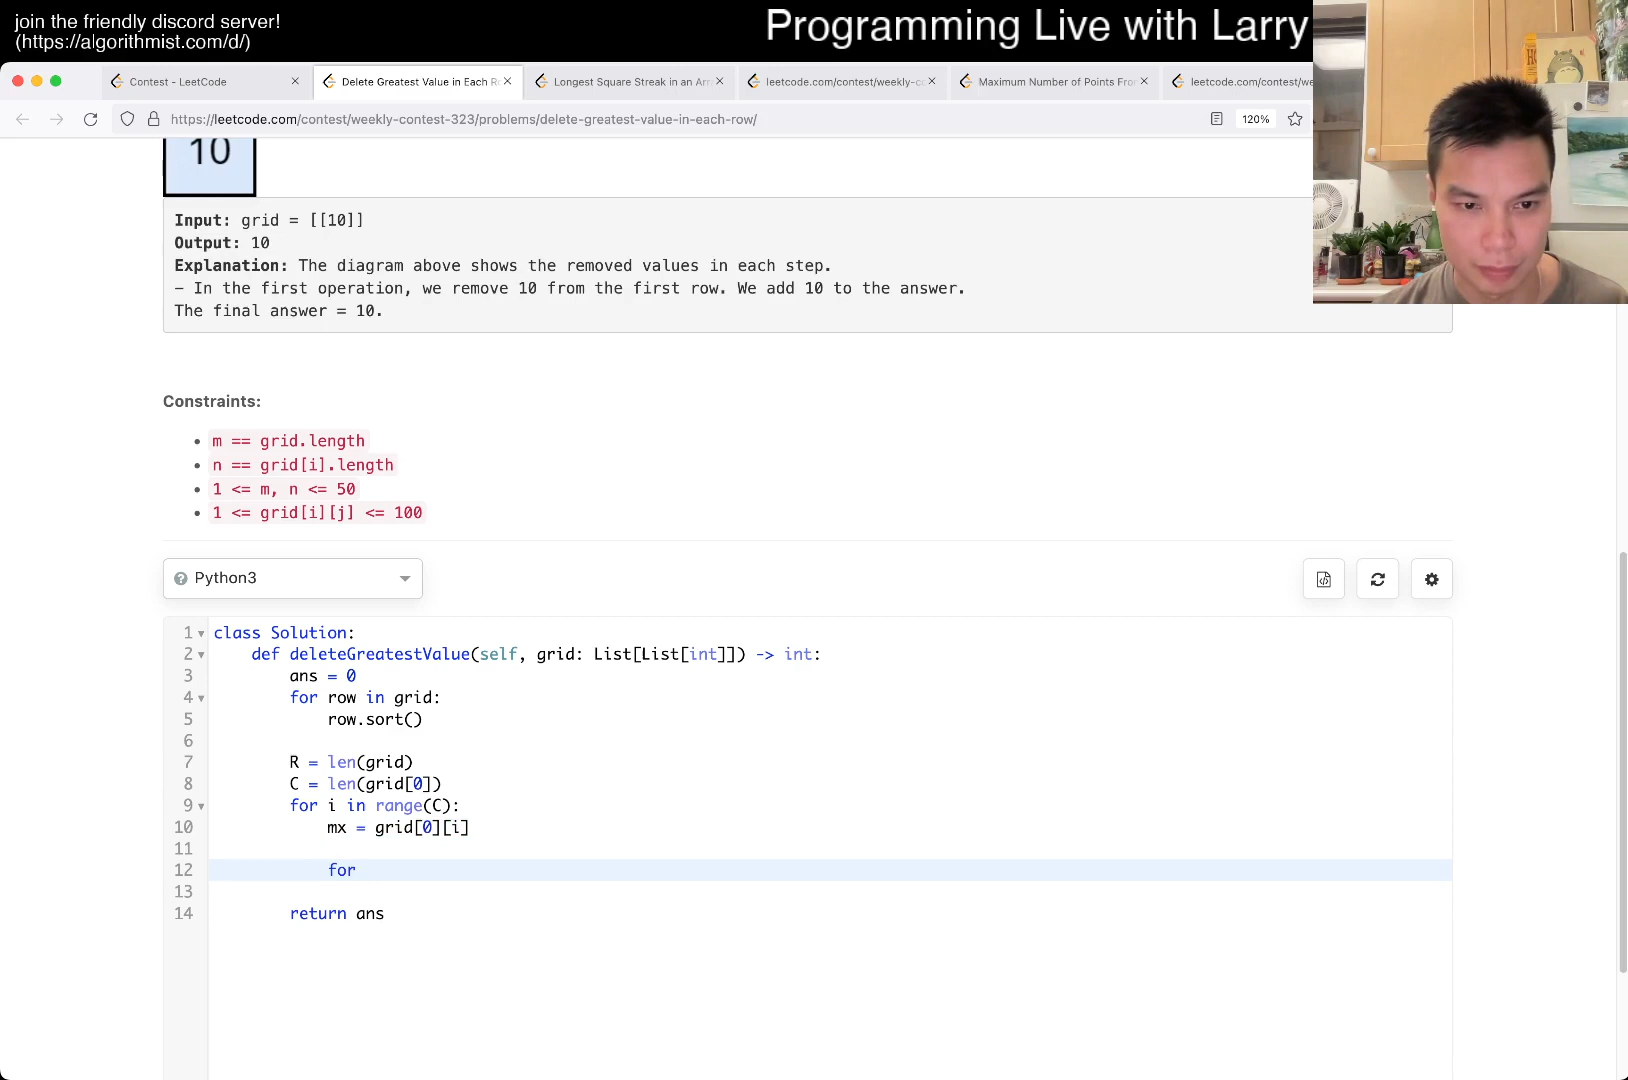 join the friendly discord server!
(https://algorithmist.com/d/)
Programming Live with Larry
Contest - LeetCode
Delete Greatest Value in Each R
Longest Square Streak in an Arr
leetcode.com/contest/weekly-c
Maximum Number of Points Fro
leetcode.com/contest/we
https://leetcode.com/contest/weekly-contest-323/problems/delete-greatest-value-in-each-row/
120%
10
Input: grid = [[10]]
Output: 10
Explanation: The diagram above shows the removed values in each step.
- In the first operation, we remove 10 from the first row. We add 10 to the answer.
The final answer = 10.
Constraints:
m == grid.length
n == grid[i].length
1 <= m, n <= 50
1 <= grid[i][j] <= 100
Python3
1 class Solution:
2 def deleteGreatestValue(self, grid: List[List[int]]) -> int:
3 ans = 0
4 for row in grid:
5 row.sort()
6
7 R = len(grid)
8 C = len(grid[0])
9 for i in range(C):
10 mx = grid[0][i]
11
12 for
13
14 return ans